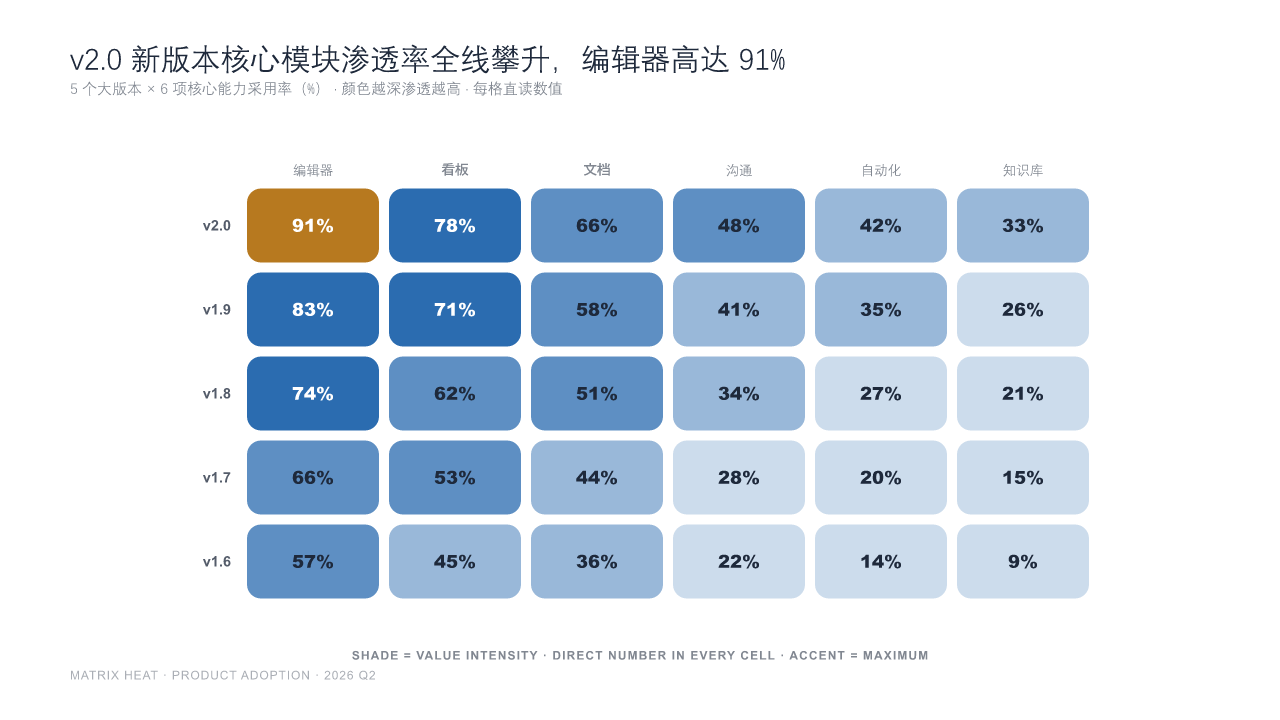 v2.0 新版本核心模块渗透率全线攀升，编辑器高达 91%
5 个大版本 × 6 项核心能力采用率（%）· 颜色越深渗透越高 · 每格直读数值
编辑器 看板 文档 沟通 自动化 知识库
v2.0 91% 78% 66% 48% 42% 33%
v1.9 83% 71% 58% 41% 35% 26%
v1.8 74% 62% 51% 34% 27% 21%
v1.7 66% 53% 44% 28% 20% 15%
v1.6 57% 45% 36% 22% 14% 9%
SHADE = VALUE INTENSITY · DIRECT NUMBER IN EVERY CELL · ACCENT = MAXIMUM
MATRIX HEAT · PRODUCT ADOPTION · 2026 Q2